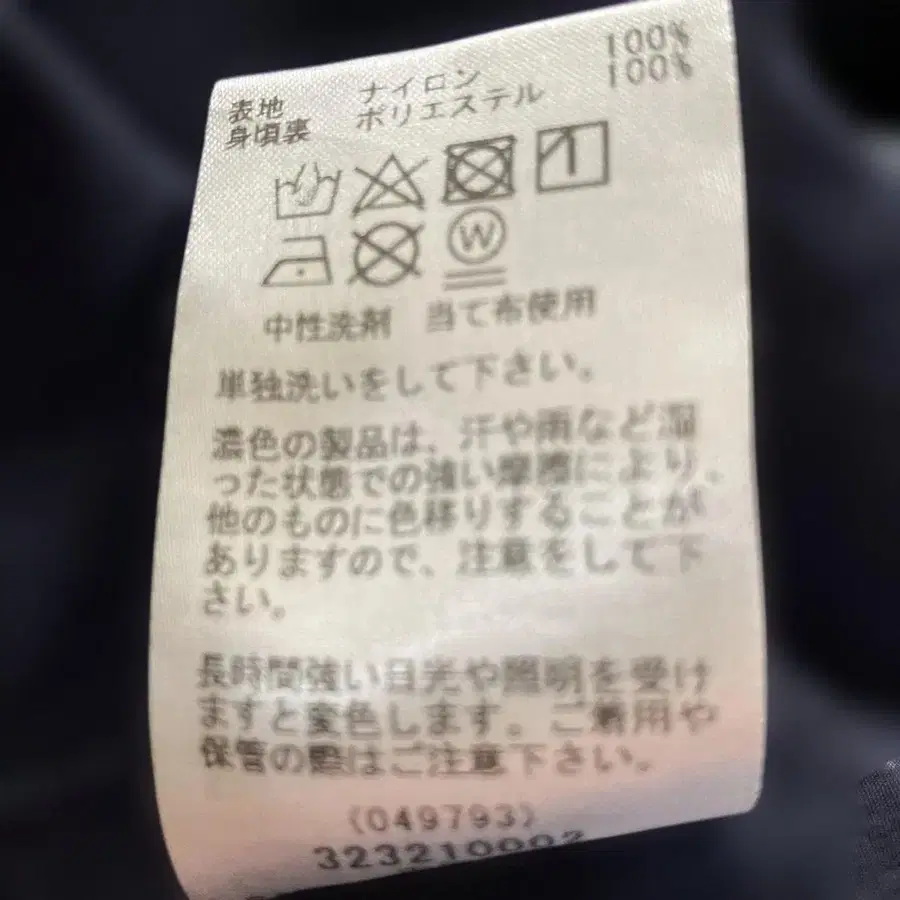 表地 ナイロン 100%
身頃裏 ポリエステル 100%
W
中性洗剤 当て布使用
単独洗いをして下さい。
濃色の製品は、汗や雨など湿
った状態での強い摩擦により、
他のものに色移りすることが
ありますので、注意をして下
さい。
長時間強い日光や照明を受け
ますと変色します。ご着用や
保管の際はご注意下さい。
(049793)
323210002